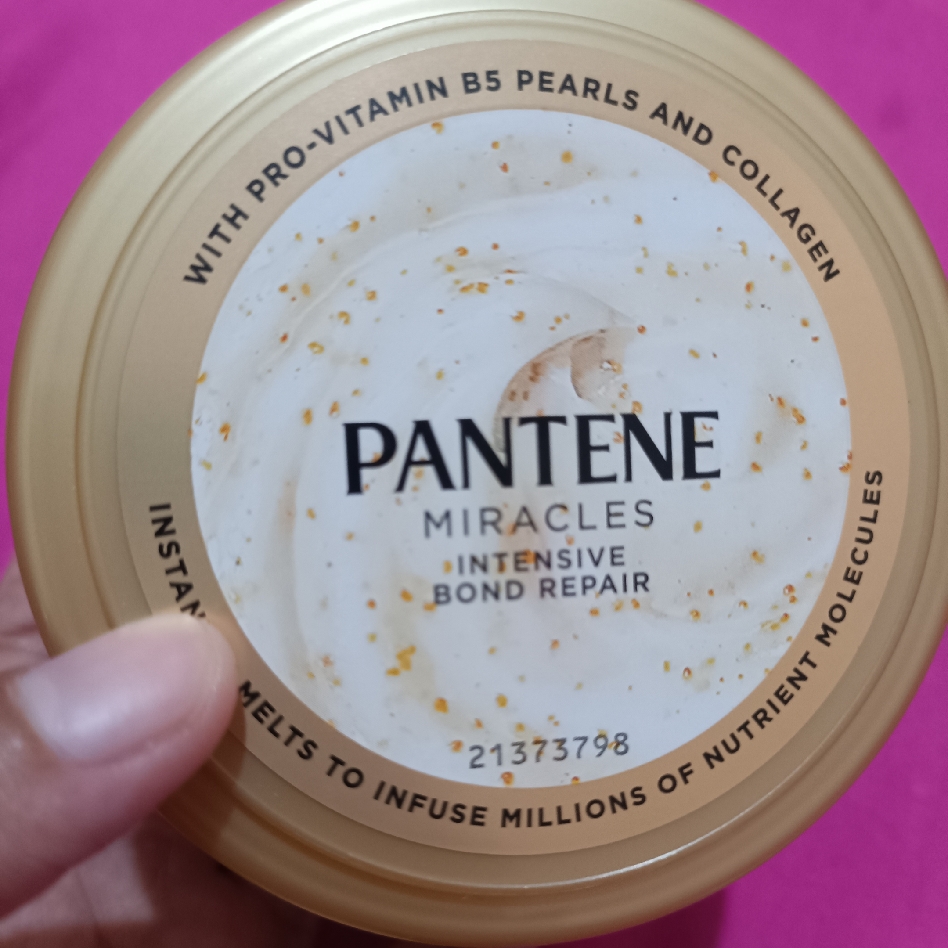 WITH PRO-VITAMIN B5 PEARLS AND COLLAGEN
PANTENE
MIRACLES
INTENSIVE
BOND REPAIR
21373798
MELTS TO INFUSE MILLIONS OF NUTRIENT MOLECULES